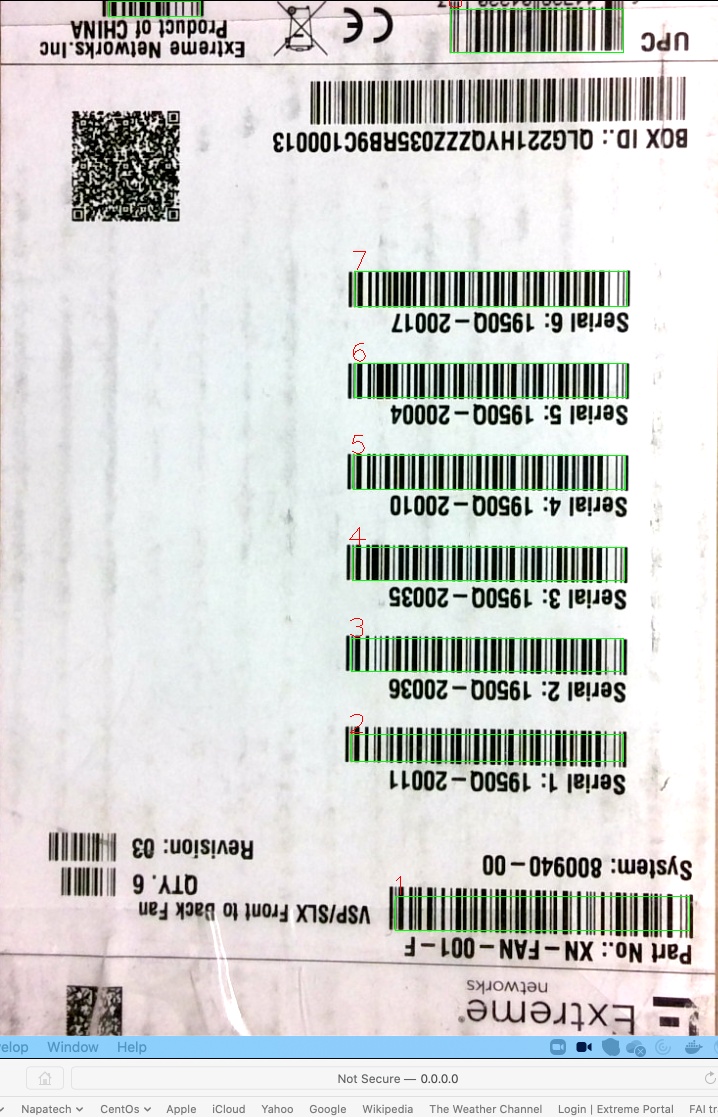 Extreme
networks
Part No.: XN-FAN-001-F
1
VSP/SLX Front to Back Fan
System: 800940-00
QTY. 6
Revision: 03
Serial 1: 1950Q-20011
2
Serial 2: 1950Q-20036
3
Serial 3: 1950Q-20035
4
Serial 4: 1950Q-20010
5
Serial 5: 1950Q-20004
6
Serial 6: 1950Q-20017
7
BOX ID.: QLG221HYQZZZ035RB9C100013
UPC
CE
Extreme Networks.Inc
Product of CHINA
elop Window Help
Not Secure — 0.0.0.0
Napatech CentOs Apple iCloud Yahoo Google Wikipedia The Weather Channel Login | Extreme Portal FAI